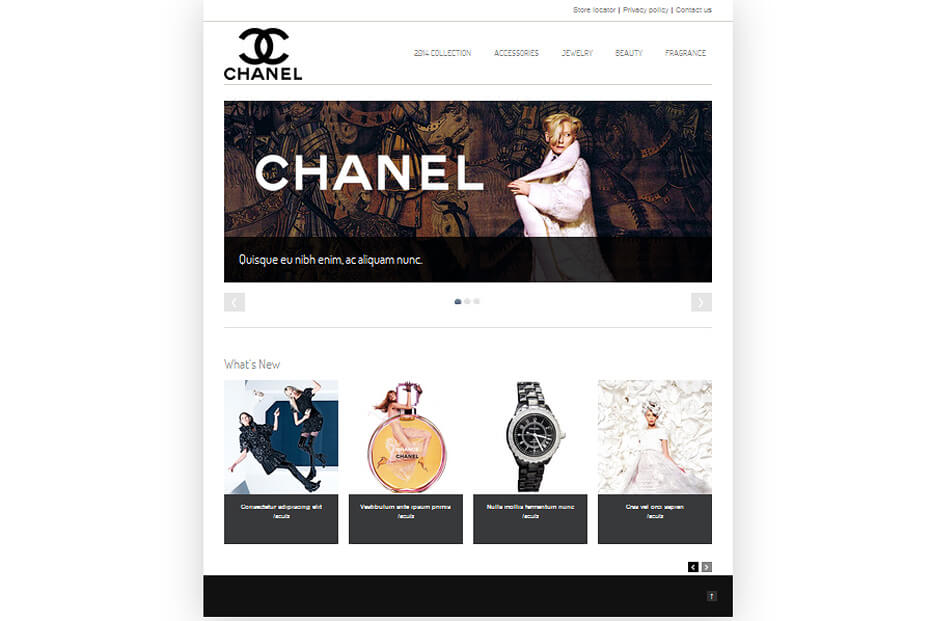 Store locator | Privacy policy | Contact us
CHANEL
2014 COLLECTION ACCESSORIES JEWELRY BEAUTY FRAGRANCE
CHANEL
Quisque eu nibh enim, ac aliquam nunc.
What's New
CHANCE
CHANEL
Consectetur adipiscing elit
Iaculis
Vestibulum ante ipsum primis
Iaculis
Nulla mollis fermentum nunc
Iaculis
Cras vel orci sapien
Iaculis